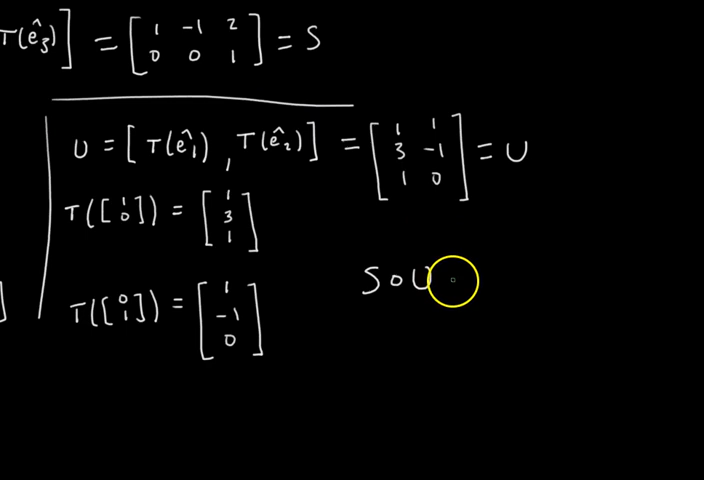 T(ê₃)] = [1 -1 2
0 0 1] = S
U = [T(ê₁), T(ê₂)] = [1 1
3 -1
1 0] = U
T([1
0]) = [1
3
1]
T([0
1]) = [1
-1
0]
S∘U
]